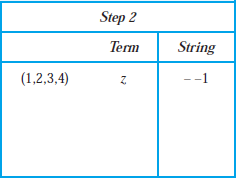 Step 2
Term String
(1,2,3,4) z – –1